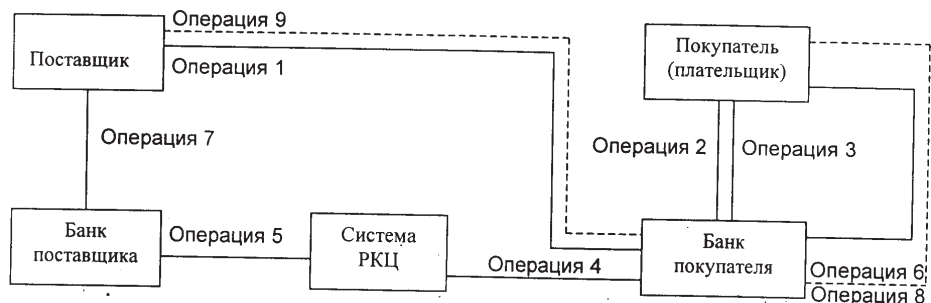 Операция 9
Поставщик
Операция 1
Покупатель
(плательщик)
Операция 7
Операция 2
Операция 3
Банк
поставщика
Операция 5
Система
РКЦ
Операция 4
Банк
покупателя
Операция 6
Операция 8